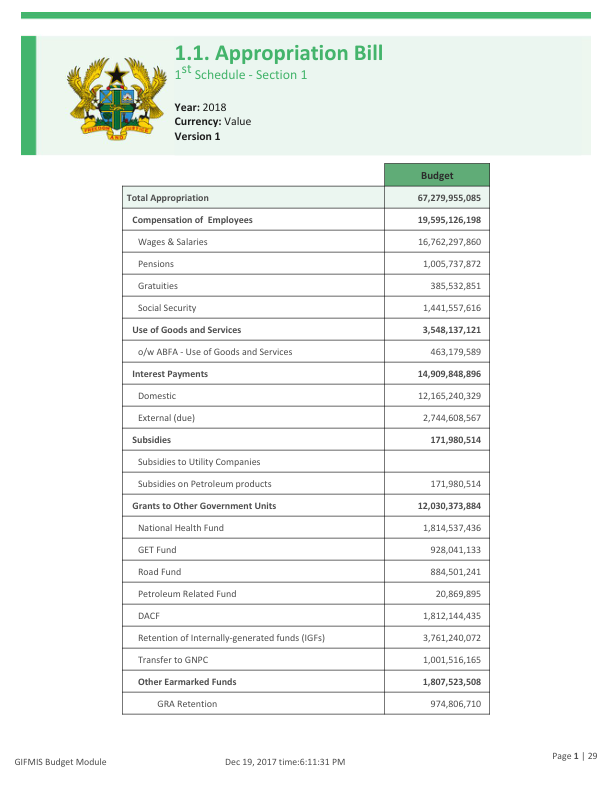 1.1. Appropriation Bill
1st Schedule - Section 1
Year: 2018
Currency: Value
Version 1
FREEDOM AND JUSTICE
Budget
Total Appropriation 67,279,955,085
Compensation of Employees 19,595,126,198
Wages & Salaries 16,762,297,860
Pensions 1,005,737,872
Gratuities 385,532,851
Social Security 1,441,557,616
Use of Goods and Services 3,548,137,121
o/w ABFA - Use of Goods and Services 463,179,589
Interest Payments 14,909,848,896
Domestic 12,165,240,329
External (due) 2,744,608,567
Subsidies 171,980,514
Subsidies to Utility Companies
Subsidies on Petroleum products 171,980,514
Grants to Other Government Units 12,030,373,884
National Health Fund 1,814,537,436
GET Fund 928,041,133
Road Fund 884,501,241
Petroleum Related Fund 20,869,895
DACF 1,812,144,435
Retention of Internally-generated funds (IGFs) 3,761,240,072
Transfer to GNPC 1,001,516,165
Other Earmarked Funds 1,807,523,508
GRA Retention 974,806,710
GIFMIS Budget Module Dec 19, 2017 time:6:11:31 PM Page 1 | 29